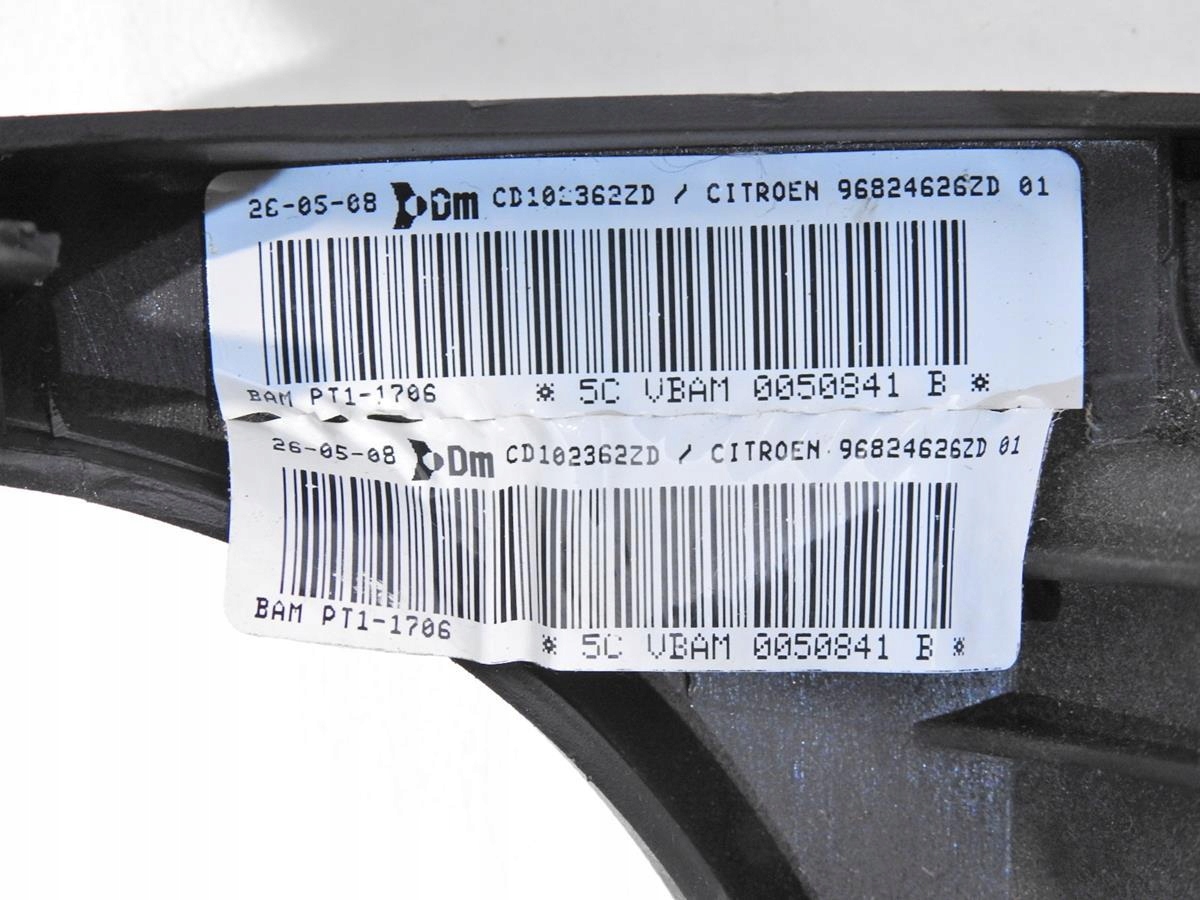 26-05-08 Dm CD102362ZD / CITROEN 96824626ZD 01
BAM PT1-1706 * 5C VBAM 0050841 B *
26-05-08 Dm CD102362ZD / CITROEN 96824626ZD 01
BAM PT1-1706 * 5C VBAM 0050841 B *